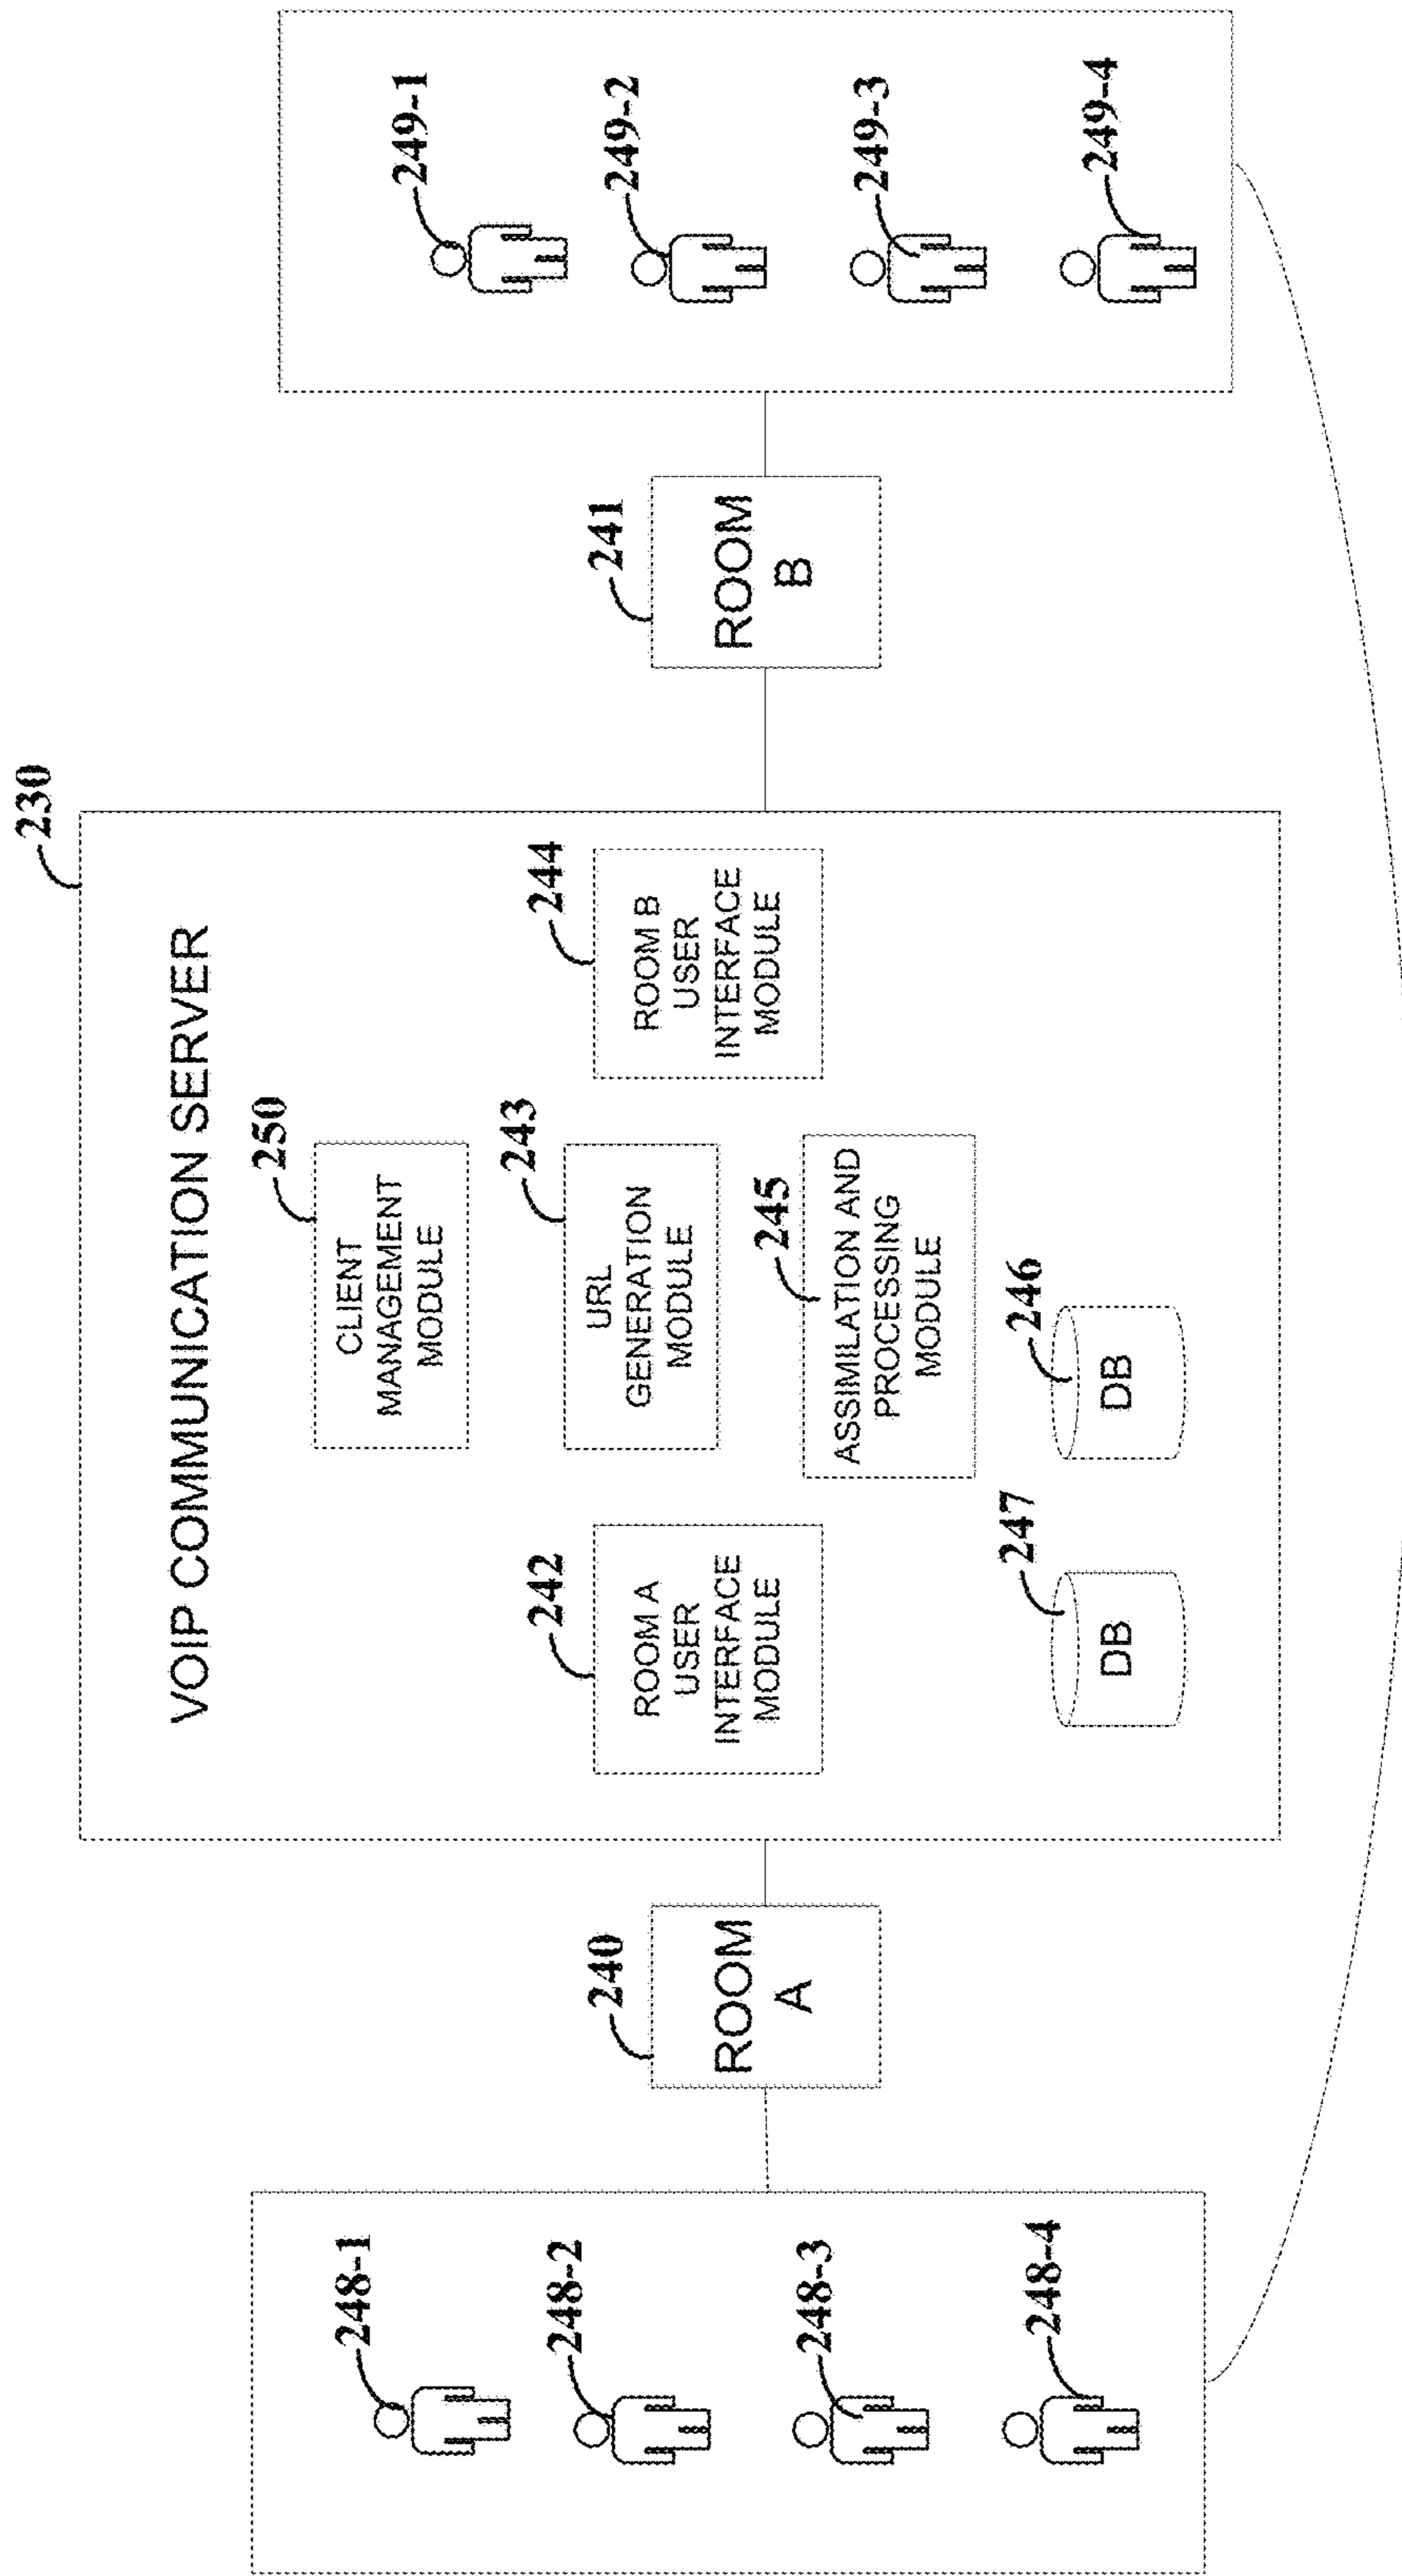 230
VOIP COMMUNICATION SERVER
250
CLIENT
MANAGEMENT
MODULE
242
ROOM A
USER
INTERFACE
MODULE
243
URL
GENERATION
MODULE
244
ROOM B
USER
INTERFACE
MODULE
245
ASSIMILATION AND
PROCESSING
MODULE
247
DB
246
DB
240
ROOM
A
241
ROOM
B
248-1
248-2
248-3
248-4
249-1
249-2
249-3
249-4